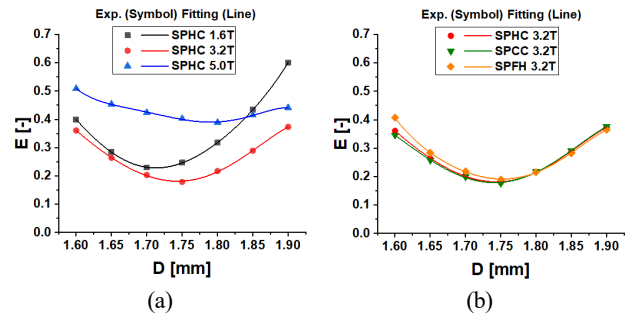 Exp. (Symbol) Fitting (Line)
SPHC 1.6T
SPHC 3.2T
SPHC 5.0T
0.7
0.6
0.5
0.4
0.3
0.2
0.1
0.0
E [-]
1.60 1.65 1.70 1.75 1.80 1.85 1.90
D [mm]
(a)
Exp. (Symbol) Fitting (Line)
SPHC 3.2T
SPCC 3.2T
SPFH 3.2T
0.7
0.6
0.5
0.4
0.3
0.2
0.1
0.0
E [-]
1.60 1.65 1.70 1.75 1.80 1.85 1.90
D [mm]
(b)